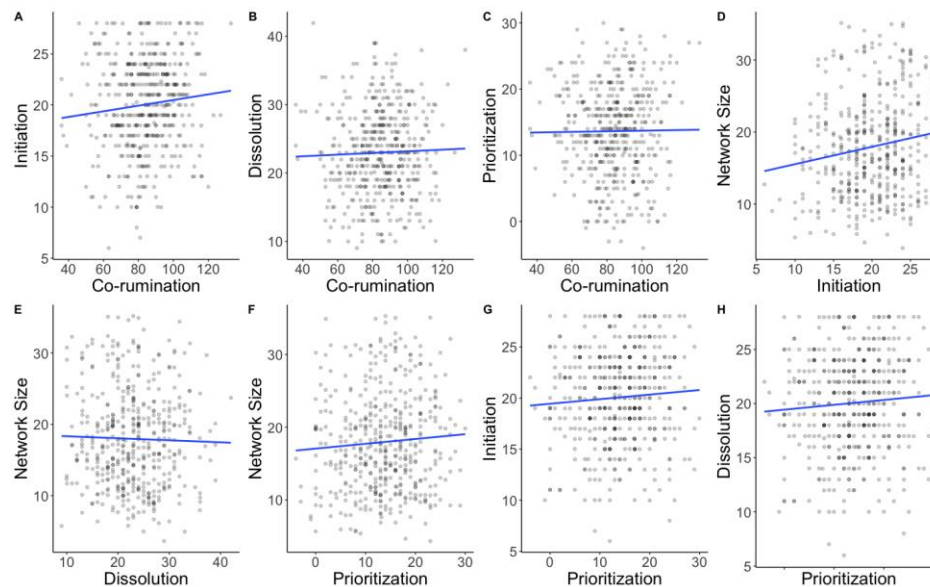 A
25
20
15
10
5
Initiation
40 60 80 100 120
Co-rumination
B
40
30
20
10
Dissolution
40 60 80 100 120
Co-rumination
C
30
20
10
0
Prioritization
40 60 80 100 120
Co-rumination
D
30
20
10
Network Size
5 10 15 20 25
Initiation
E
30
20
10
Network Size
10 20 30 40
Dissolution
F
30
20
10
Network Size
0 10 20 30
Prioritization
G
25
20
15
10
5
Initiation
0 10 20 30
Prioritization
H
25
20
15
10
5
Dissolution
Prioritization